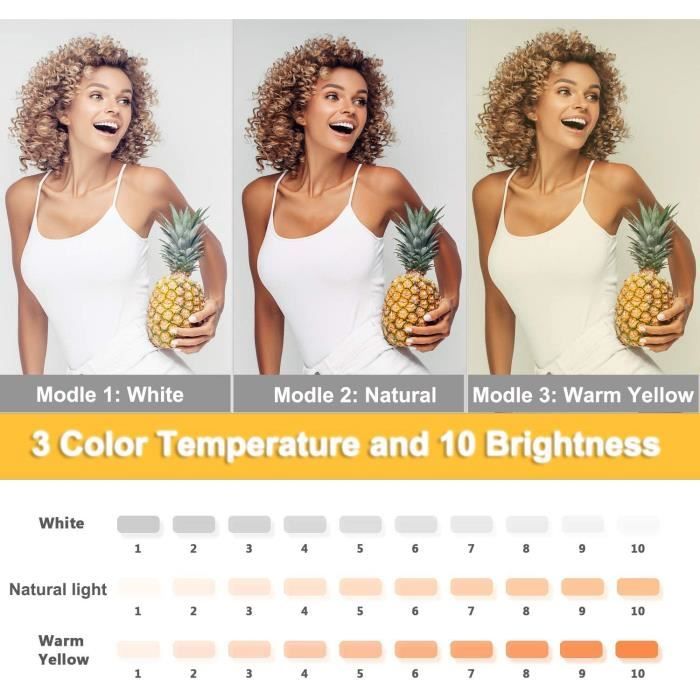 Modle 1: White
Modle 2: Natural
Modle 3: Warm Yellow
3 Color Temperature and 10 Brightness
White
1 2 3 4 5 6 7 8 9 10
Natural light
1 2 3 4 5 6 7 8 9 10
Warm
Yellow
1 2 3 4 5 6 7 8 9 10